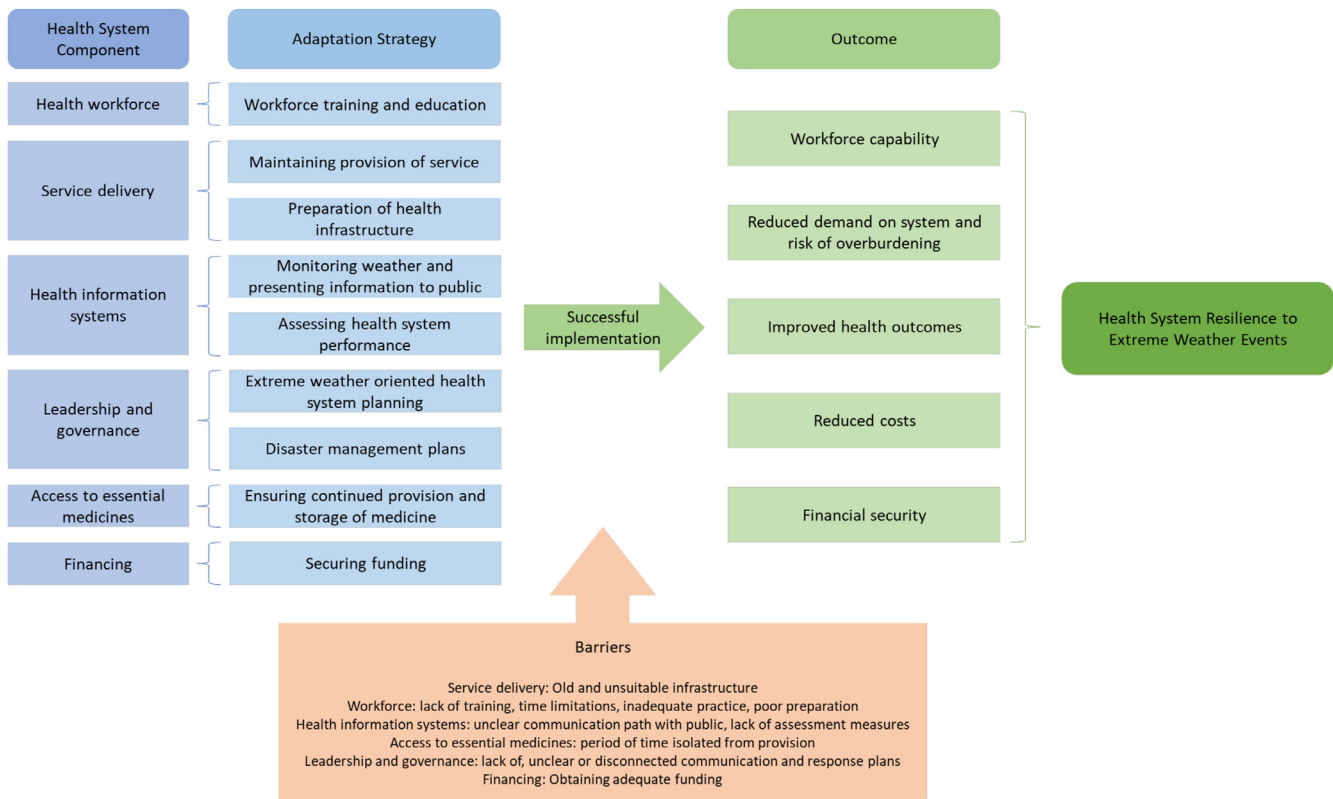 Health System
Component
Adaptation Strategy
Outcome
Health workforce
Workforce training and education
Service delivery
Maintaining provision of service
Preparation of health
infrastructure
Health information
systems
Monitoring weather and
presenting information to public
Assessing health system
performance
Leadership and
governance
Extreme weather oriented health
system planning
Disaster management plans
Access to essential
medicines
Ensuring continued provision and
storage of medicine
Financing
Securing funding
Successful
implementation
Workforce capability
Reduced demand on system and
risk of overburdening
Improved health outcomes
Reduced costs
Financial security
Health System Resilience to
Extreme Weather Events
Barriers
Service delivery: Old and unsuitable infrastructure
Workforce: lack of training, time limitations, inadequate practice, poor preparation
Health information systems: unclear communication path with public, lack of assessment measures
Access to essential medicines: period of time isolated from provision
Leadership and governance: lack of, unclear or disconnected communication and response plans
Financing: Obtaining adequate funding